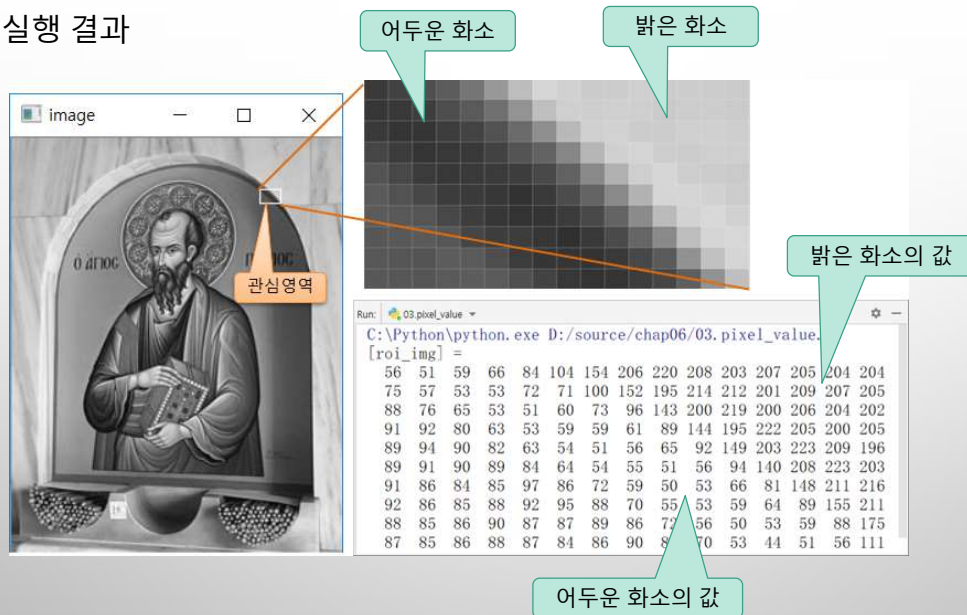 실행 결과
어두운 화소
밝은 화소
image
Ο ΑΓΙΟC
관심영역
밝은 화소의 값
Run: 03.pixel_value
C:\Python\python.exe D:/source/chap06/03.pixel_value.
[roi_img] =
56 51 59 66 84 104 154 206 220 208 203 207 205 204 204
75 57 53 53 72 71 100 152 195 214 212 201 209 207 205
88 76 65 53 51 60 73 96 143 200 219 200 206 204 202
91 92 80 63 53 59 59 61 89 144 195 222 205 200 205
89 94 90 82 63 54 51 56 65 92 149 203 223 209 196
89 91 90 89 84 64 54 55 51 56 94 140 208 223 203
91 86 84 85 97 86 72 59 50 53 66 81 148 211 216
92 86 85 88 92 95 88 70 55 53 59 64 89 155 211
88 85 86 90 87 87 89 86 72 56 50 53 59 88 175
87 85 86 88 87 84 86 90 70 53 44 51 56 111
어두운 화소의 값